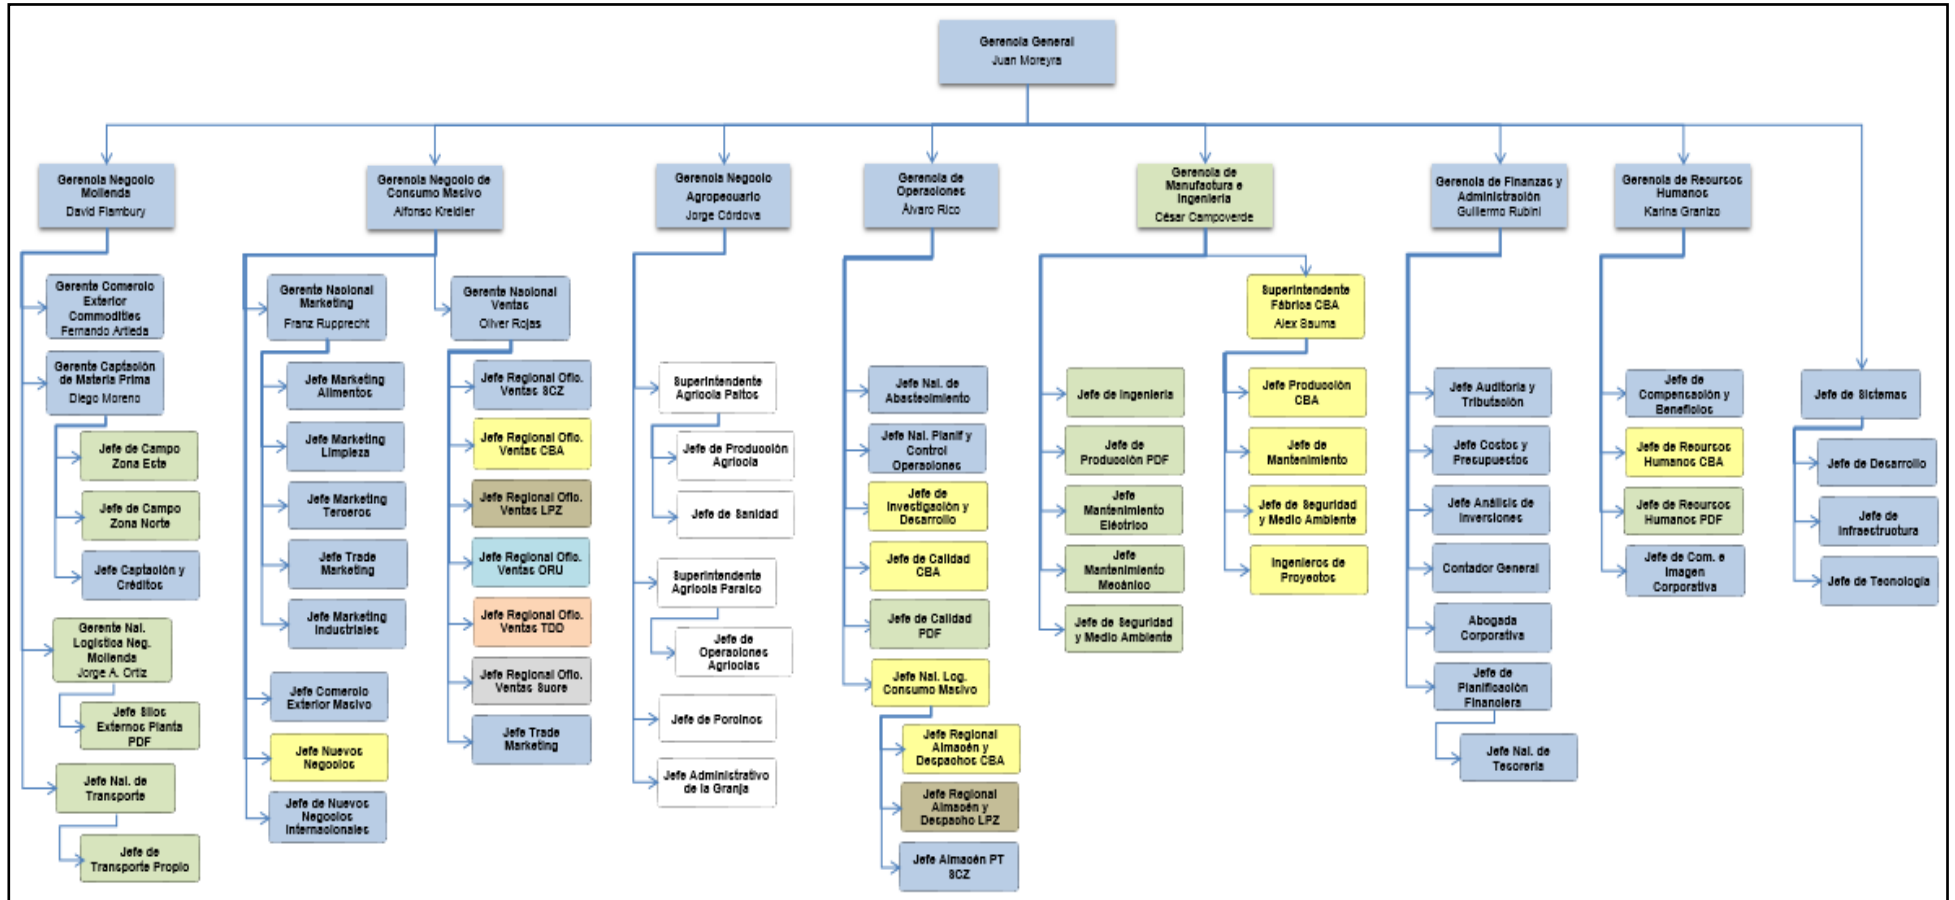 Gerencia General
Juan Moreyra
Gerencia Negocio
Molienda
David Flambury
Gerencia Negocio de
Consumo Masivo
Alfonso Kreidler
Gerencia Negocio
Agropecuario
Jorge Córdova
Gerencia de
Operaciones
Álvaro Rico
Gerencia de
Manufactura e
Ingeniería
César Campoverde
Gerencia de Finanzas y
Administración
Guillermo Rubini
Gerencia de Recursos
Humanos
Karina Granizo
Gerente Comercio
Exterior
Commodities
Fernando Artieda
Gerente Captación
de Materia Prima
Diego Moreno
Jefe de Campo
Zona Este
Jefe de Campo
Zona Norte
Jefe Captación y
Créditos
Gerente Nal.
Logística Neg.
Molienda
Jorge A. Ortiz
Jefe Silos
Externos Planta
PDF
Jefe Nal. de
Transporte
Jefe de
Transporte Propio
Gerente Nacional
Marketing
Franz Rupprecht
Jefe Marketing
Alimentos
Jefe Marketing
Limpieza
Jefe Marketing
Terceros
Jefe Trade
Marketing
Jefe Marketing
Industriales
Jefe Comercio
Exterior Masivo
Jefe Nuevos
Negocios
Jefe de Nuevos
Negocios
Internacionales
Gerente Nacional
Ventas
Oliver Rojas
Jefe Regional Ofic.
Ventas SCZ
Jefe Regional Ofic.
Ventas CBA
Jefe Regional Ofic.
Ventas LPZ
Jefe Regional Ofic.
Ventas ORU
Jefe Regional Ofic.
Ventas TDD
Jefe Regional Ofic.
Ventas Sucre
Jefe Trade
Marketing
Superintendente
Agrícola Paitos
Jefe de Producción
Agrícola
Jefe de Sanidad
Superintendente
Agrícola Paraíso
Jefe de
Operaciones
Agrícolas
Jefe de Porcinos
Jefe Administrativo
de la Granja
Jefe Nal. de
Abastecimiento
Jefe Nal. Planif y
Control
Operaciones
Jefe de
Investigación y
Desarrollo
Jefe de Calidad
CBA
Jefe de Calidad
PDF
Jefe Nal. Log.
Consumo Masivo
Jefe Regional
Almacén y
Despachos CBA
Jefe Regional
Almacén y
Despacho LPZ
Jefe Almacén PT
SCZ
Jefe de Ingeniería
Jefe de
Producción PDF
Jefe
Mantenimiento
Eléctrico
Jefe
Mantenimiento
Mecánico
Jefe de Seguridad
y Medio Ambiente
Superintendente
Fábrica CBA
Alex Sauma
Jefe Producción
CBA
Jefe de
Mantenimiento
Jefe de Seguridad
y Medio Ambiente
Ingenieros de
Proyectos
Jefe Auditoria y
Tributación
Jefe Costos y
Presupuestos
Jefe Análisis de
Inversiones
Contador General
Abogada
Corporativa
Jefe de
Planificación
Financiera
Jefe Nal. de
Tesorería
Jefe de
Compensación y
Beneficios
Jefe de Recursos
Humanos CBA
Jefe de Recursos
Humanos PDF
Jefe de Com. e
Imagen
Corporativa
Jefe de Sistemas
Jefe de Desarrollo
Jefe de
Infraestructura
Jefe de Tecnología